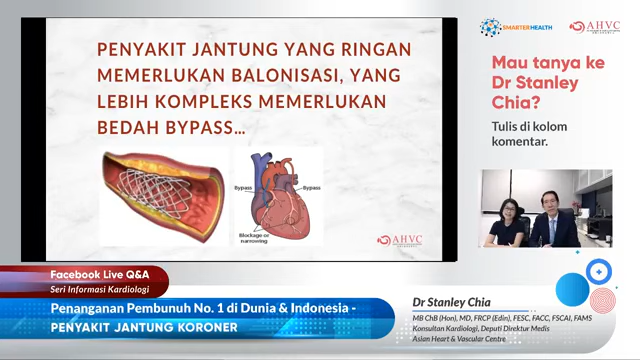 PENYAKIT JANTUNG YANG RINGAN
MEMERLUKAN BALONISASI, YANG
LEBIH KOMPLEKS MEMERLUKAN
BEDAH BYPASS...
Bypass
Bypass
Blockage or
narrowing
AHVC
SMARTERHEALTH
AHVC
Mau tanya ke
Dr Stanley
Chia?
Tulis di kolom
komentar.
Facebook Live Q&A
Seri Informasi Kardiologi
Penanganan Pembunuh No. 1 di Dunia & Indonesia -
PENYAKIT JANTUNG KORONER
Dr Stanley Chia
MB ChB (Hon), MD, FRCP (Edin), FESC, FACC, FSCAI, FAMS
Konsultan Kardiologi, Deputi Direktur Medis
Asian Heart & Vascular Centre